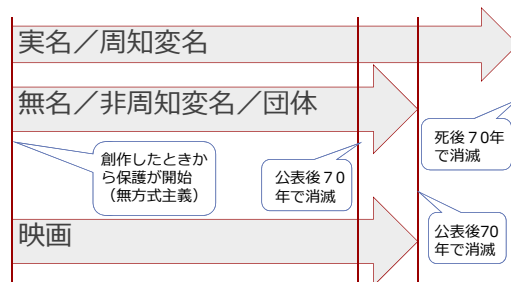 実名／周知変名
無名／非周知変名／団体
創作したときか
ら保護が開始
（無方式主義）
公表後７０
年で消滅
死後７０年
で消滅
映画
公表後70
年で消滅